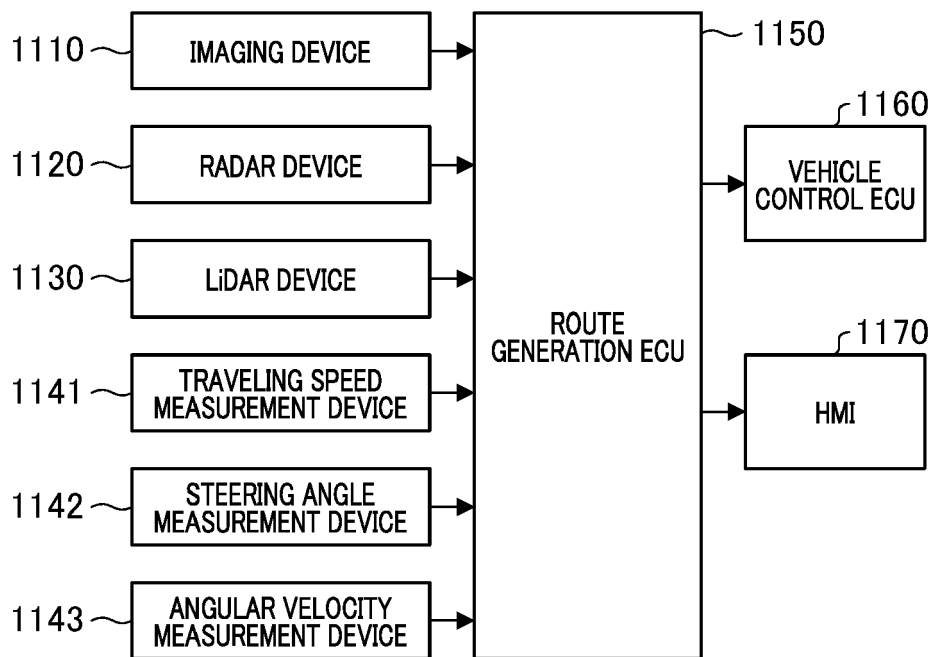 1110
IMAGING DEVICE
1120
RADAR DEVICE
1130
LiDAR DEVICE
1141
TRAVELING SPEED
MEASUREMENT DEVICE
1142
STEERING ANGLE
MEASUREMENT DEVICE
1143
ANGULAR VELOCITY
MEASUREMENT DEVICE
1150
ROUTE
GENERATION ECU
1160
VEHICLE
CONTROL ECU
1170
HMI